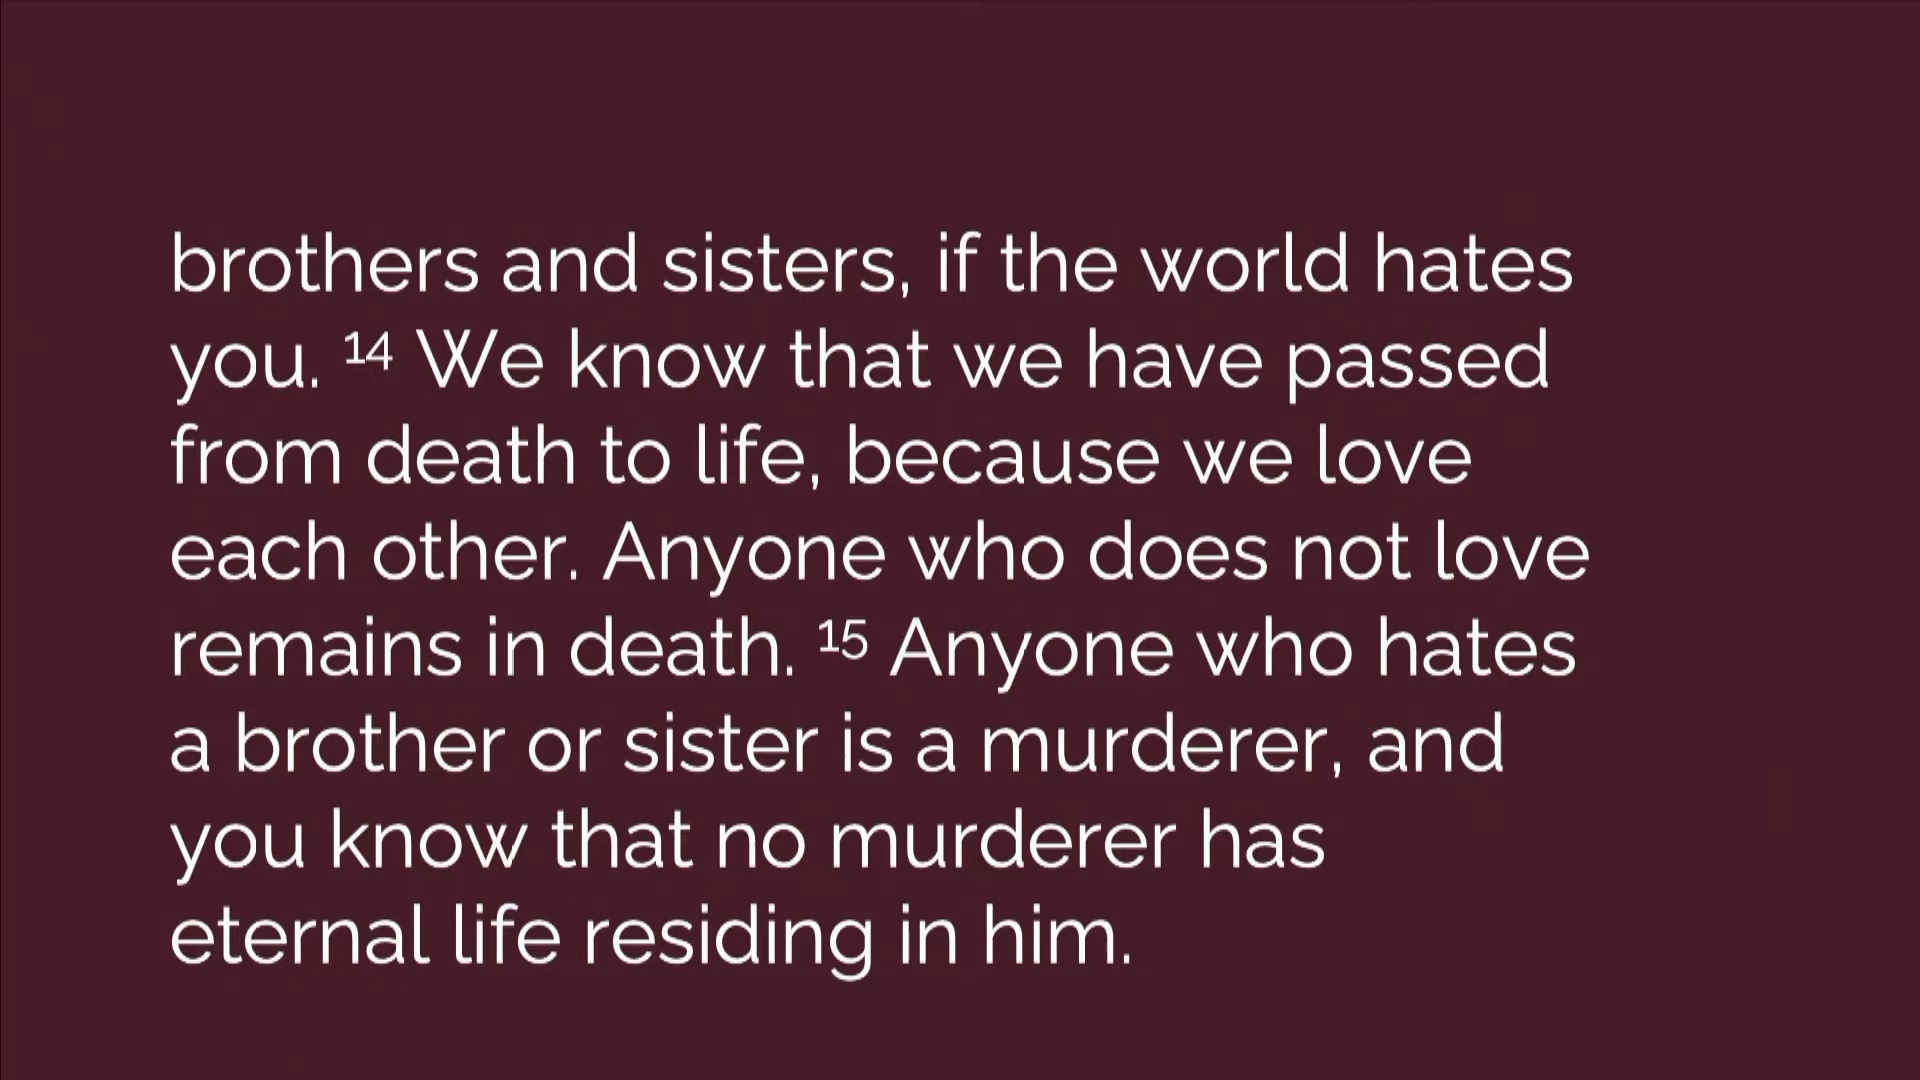 brothers and sisters, if the world hates
you. ¹⁴ We know that we have passed
from death to life, because we love
each other. Anyone who does not love
remains in death. ¹⁵ Anyone who hates
a brother or sister is a murderer, and
you know that no murderer has
eternal life residing in him.